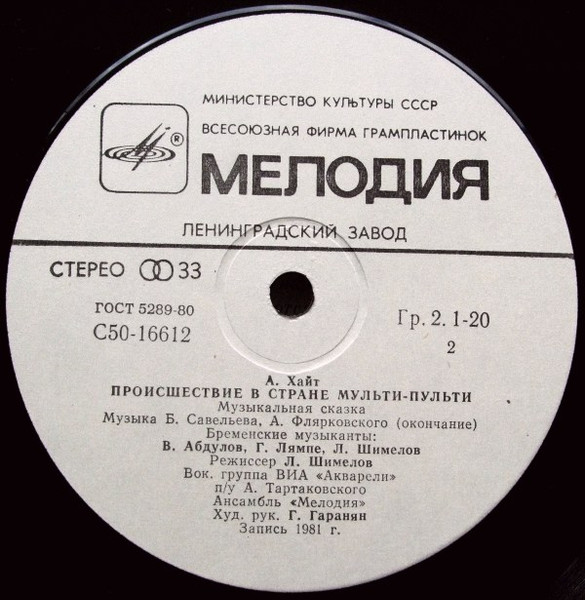 МИНИСТЕРСТВО КУЛЬТУРЫ СССР
ВСЕСОЮЗНАЯ ФИРМА ГРАМПЛАСТИНОК
®
МЕЛОДИЯ
ЛЕНИНГРАДСКИЙ ЗАВОД
СТЕРЕО 33
ГОСТ 5289-80
С50-16612
Гр. 2. 1-20
2
А. Хайт
ПРОИСШЕСТВИЕ В СТРАНЕ МУЛЬТИ-ПУЛЬТИ
Музыкальная сказка
Музыка Б. Савельева, А. Флярковского (окончание)
Бременские музыканты:
В. Абдулов, Г. Лямпе, Л. Шимелов
Режиссер Л. Шимелов
Вок. группа ВИА «Акварели»
п/у А. Тартаковского
Ансамбль «Мелодия»
Худ. рук. Г. Гаранян
Запись 1981 г.